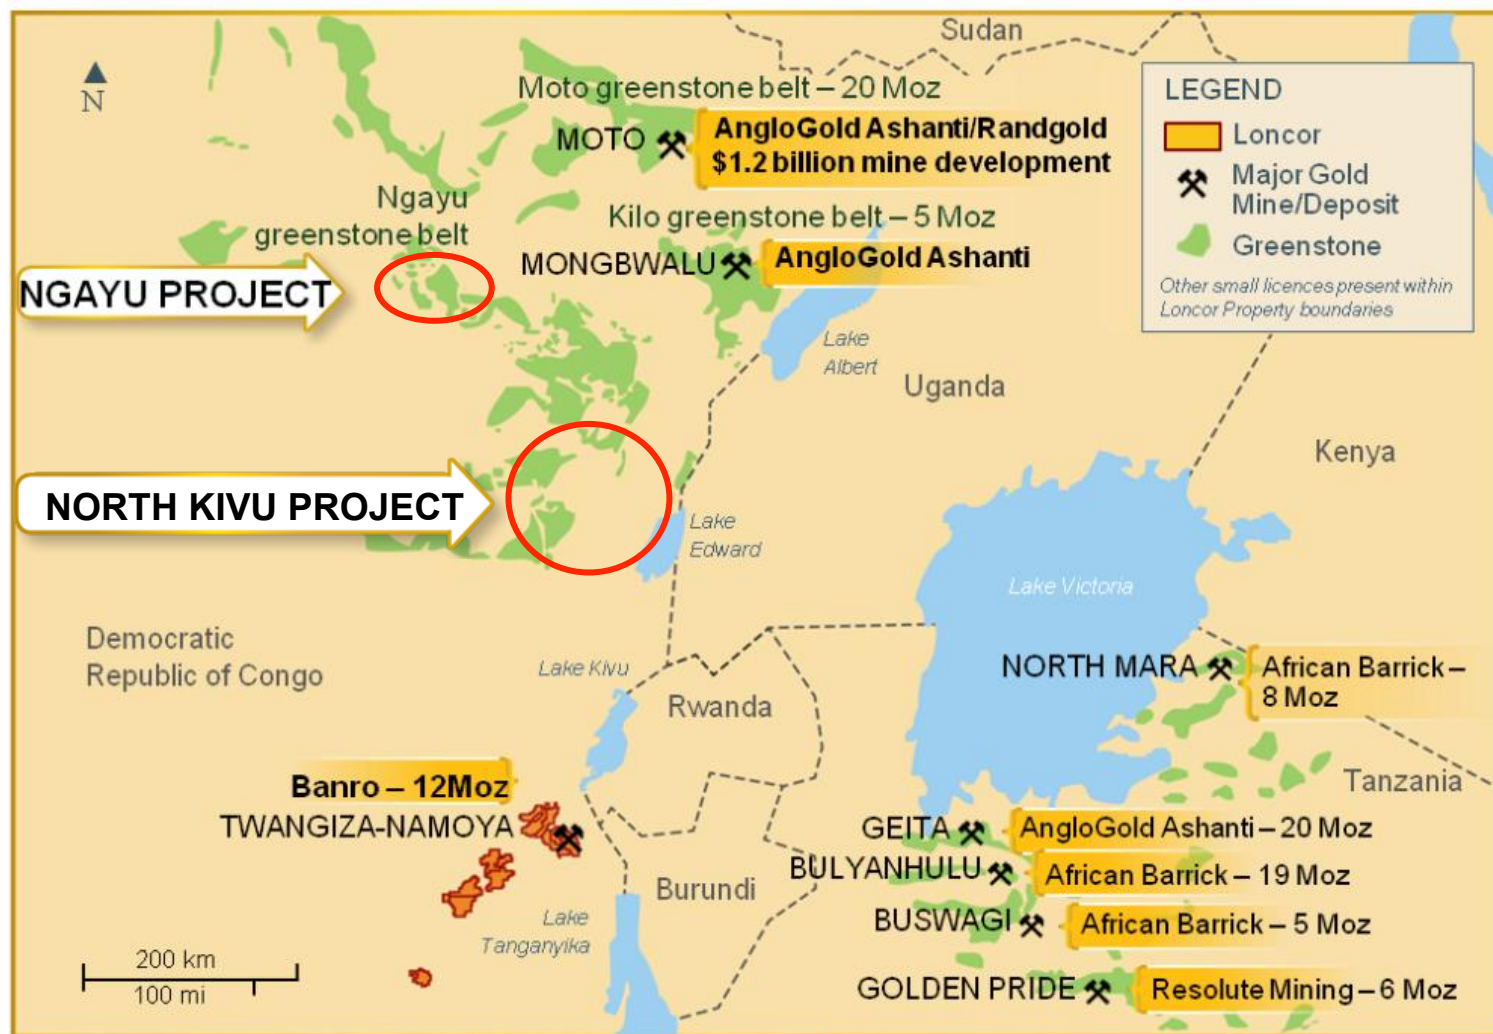 Sudan
N
Moto greenstone belt – 20 Moz
MOTO
AngloGold Ashanti/Randgold
$1.2 billion mine development
LEGEND
Loncor
Major Gold
Mine/Deposit
Greenstone
Other small licences present within
Loncor Property boundaries
Ngayu
greenstone belt
Kilo greenstone belt – 5 Moz
MONGBWALU
AngloGold Ashanti
NGAYU PROJECT
Lake
Albert
Uganda
Kenya
NORTH KIVU PROJECT
Lake
Edward
Lake Victoria
Democratic
Republic of Congo
Lake Kivu
Rwanda
NORTH MARA
African Barrick –
8 Moz
Tanzania
Banro – 12Moz
TWANGIZA-NAMOYA
GEITA
AngloGold Ashanti – 20 Moz
BULYANHULU
African Barrick – 19 Moz
Burundi
BUSWAGI
African Barrick – 5 Moz
Lake
Tanganyika
200 km
100 mi
GOLDEN PRIDE
Resolute Mining – 6 Moz